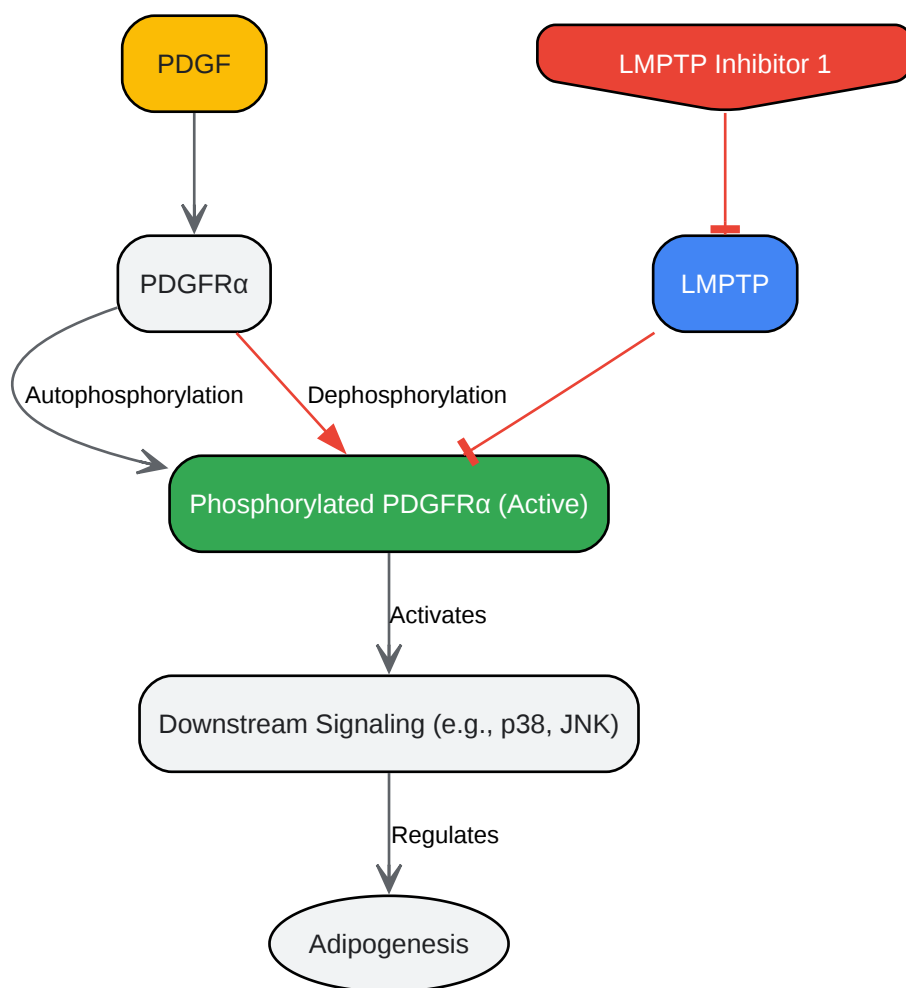 PDGF
LMPTP Inhibitor 1
PDGFRα
LMPTP
Autophosphorylation
Dephosphorylation
Phosphorylated PDGFRα (Active)
Activates
Downstream Signaling (e.g., p38, JNK)
Regulates
Adipogenesis